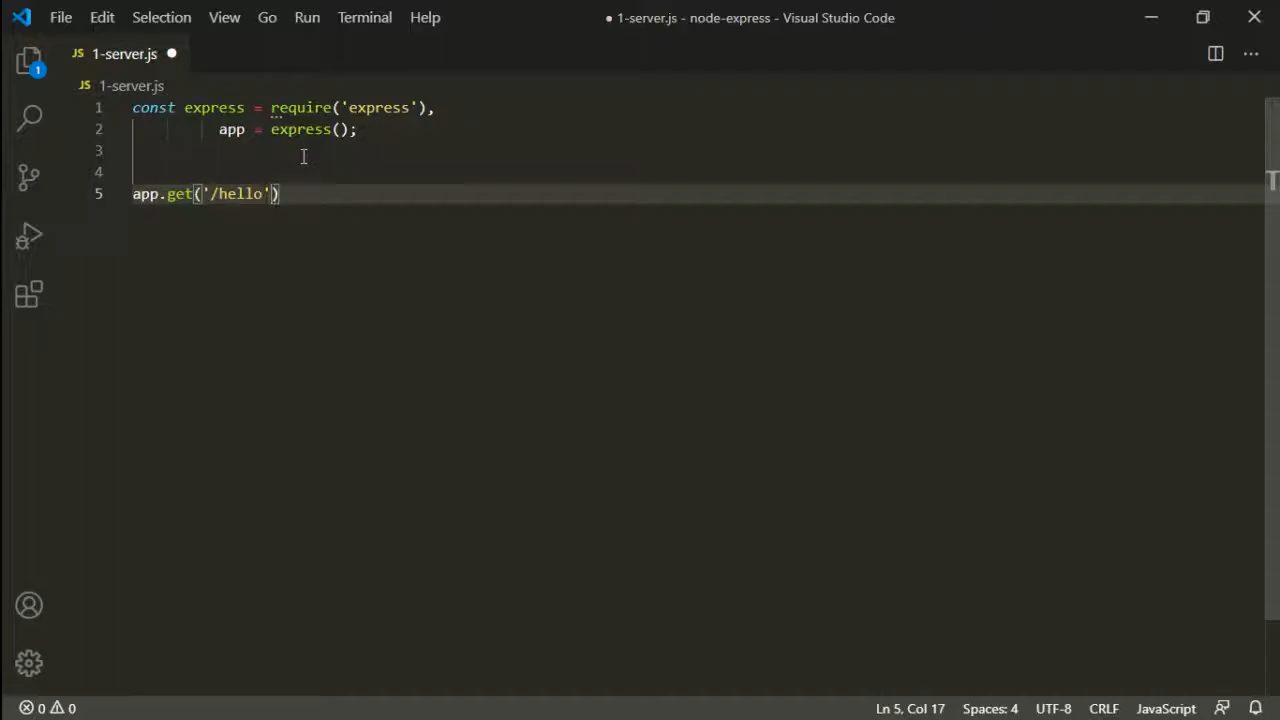 File Edit Selection View Go Run Terminal Help ● 1-server.js - node-express - Visual Studio Code
JS 1-server.js ●
JS 1-server.js
1 const express = require('express'),
2 app = express();
3
4
5 app.get('/hello')
1
0 0 Ln 5, Col 17 Spaces: 4 UTF-8 CRLF JavaScript